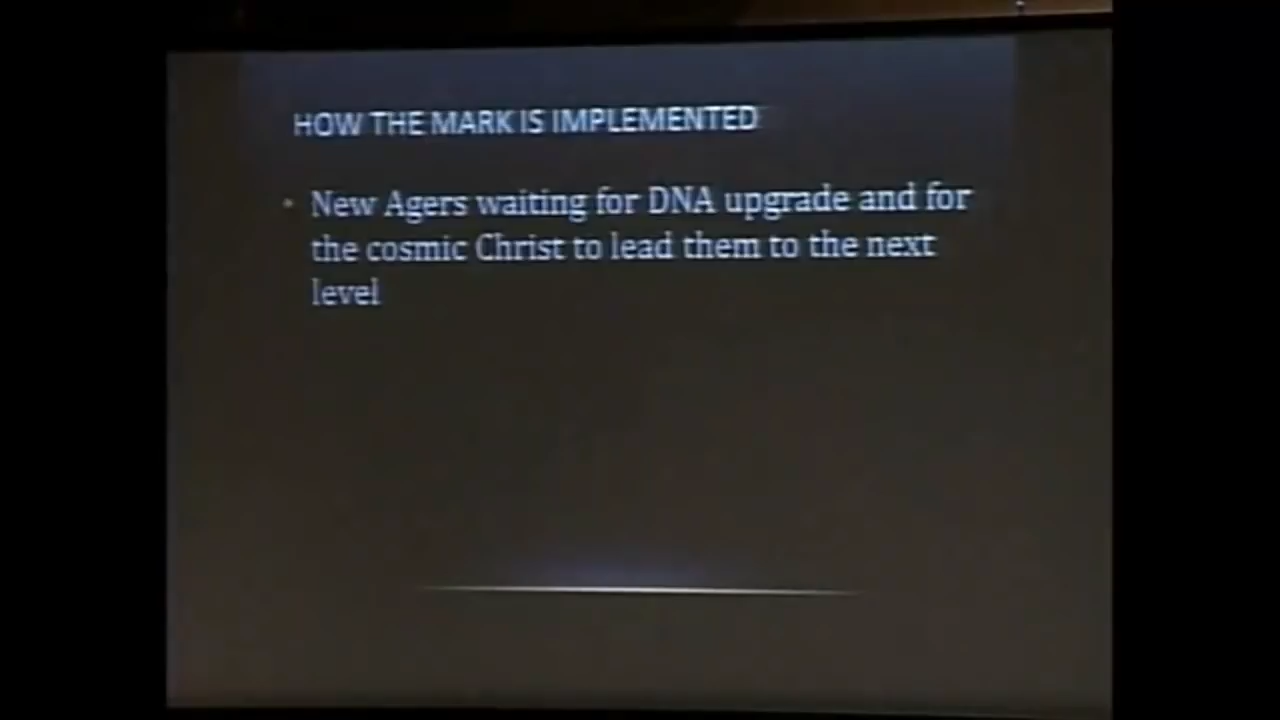 HOW THE MARK IS IMPLEMENTED
• New Agers waiting for DNA upgrade and for
the cosmic Christ to lead them to the next
level